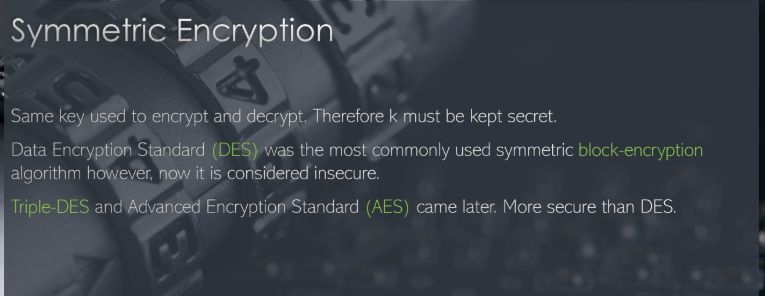 Symmetric Encryption
Same key used to encrypt and decrypt. Therefore k must be kept secret.
Data Encryption Standard (DES) was the most commonly used symmetric block-encryption
algorithm however, now it is considered insecure.
Triple-DES and Advanced Encryption Standard (AES) came later. More secure than DES.